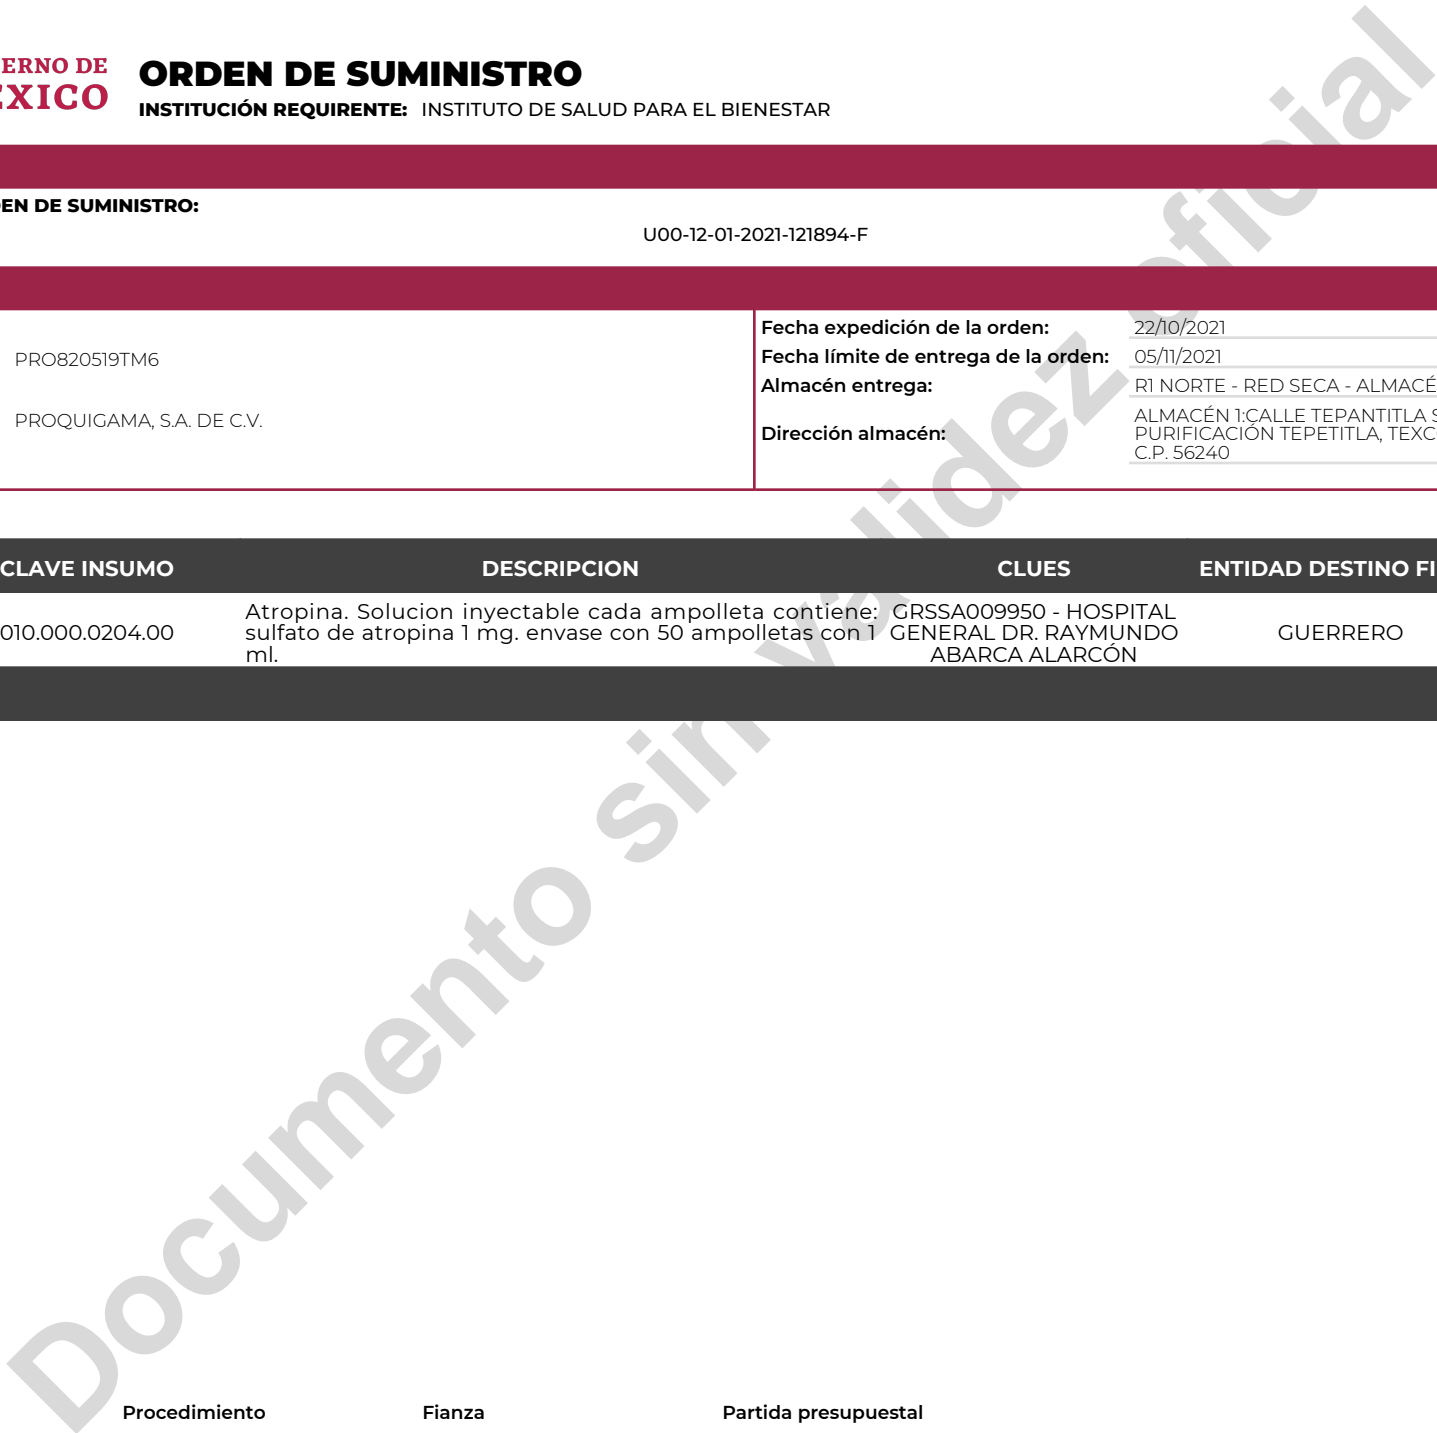 ERNO DE
ÉXICO
ORDEN DE SUMINISTRO
INSTITUCIÓN REQUIRENTE: INSTITUTO DE SALUD PARA EL BIENESTAR
EN DE SUMINISTRO:
U00-12-01-2021-121894-F
PRO820519TM6
PROQUIGAMA, S.A. DE C.V.
Fecha expedición de la orden: 22/10/2021
Fecha límite de entrega de la orden: 05/11/2021
Almacén entrega: R1 NORTE - RED SECA - ALMACÉ
Dirección almacén: ALMACÉN 1:CALLE TEPANTITLA S
PURIFICACIÓN TEPETITLA, TEXC
C.P. 56240
CLAVE INSUMO DESCRIPCION CLUES ENTIDAD DESTINO FI
010.000.0204.00
Atropina. Solucion inyectable cada ampolleta contiene:
sulfato de atropina 1 mg. envase con 50 ampolletas con 1
ml.
GRSSA009950 - HOSPITAL
GENERAL DR. RAYMUNDO
ABARCA ALARCÓN
GUERRERO
Documento sin validez oficial
Procedimiento Fianza Partida presupuestal